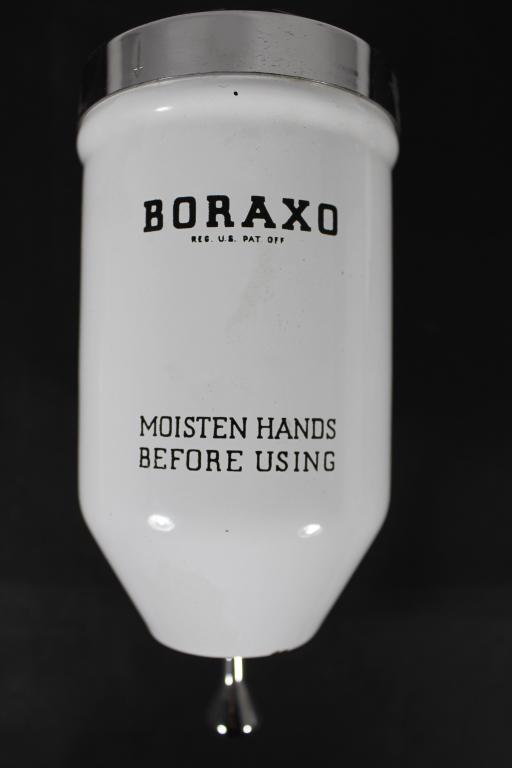 BORAXO
REG. U.S. PAT. OFF
MOISTEN HANDS
BEFORE USING